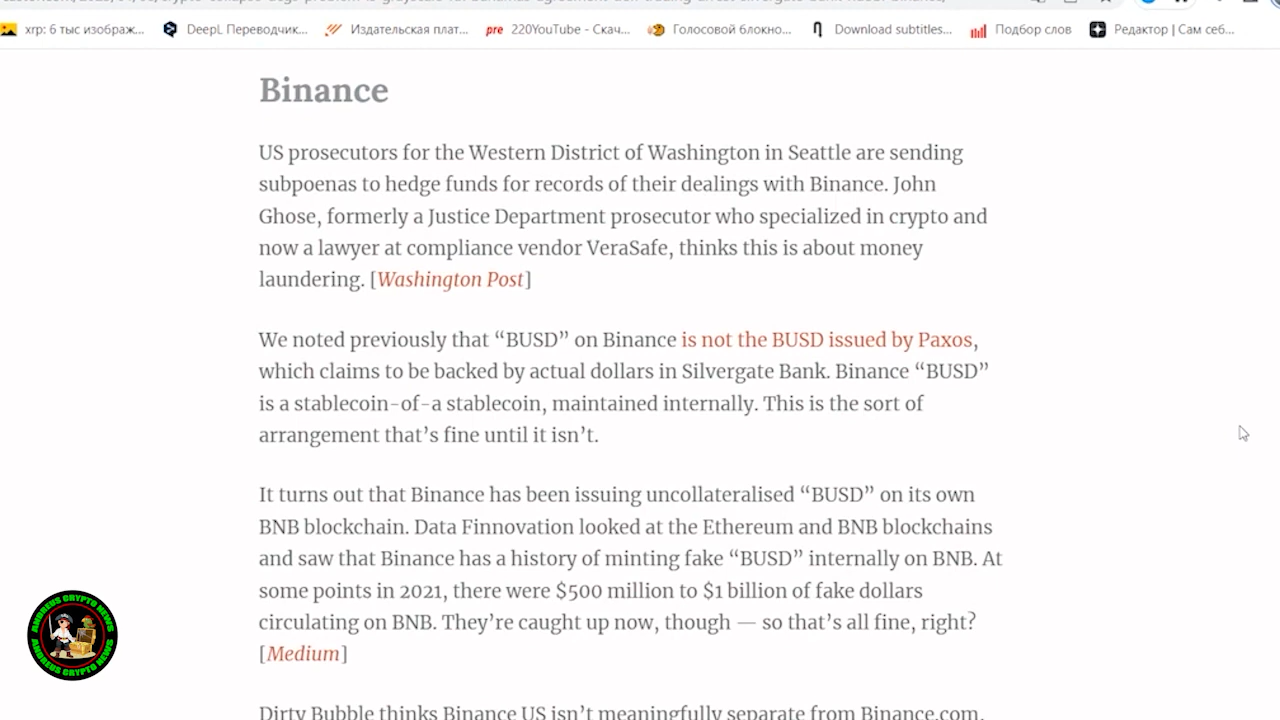 xrp: 6 тыс изображ...
DeepL Переводчик...
Издательская плат...
pre 220YouTube - Скач...
Голосовой блокно...
Download subtitles...
Подбор слов
Редактор | Сам себ...
Binance
US prosecutors for the Western District of Washington in Seattle are sending
subpoenas to hedge funds for records of their dealings with Binance. John
Ghose, formerly a Justice Department prosecutor who specialized in crypto and
now a lawyer at compliance vendor VeraSafe, thinks this is about money
laundering. [Washington Post]
We noted previously that “BUSD” on Binance is not the BUSD issued by Paxos,
which claims to be backed by actual dollars in Silvergate Bank. Binance “BUSD”
is a stablecoin-of-a stablecoin, maintained internally. This is the sort of
arrangement that’s fine until it isn’t.
It turns out that Binance has been issuing uncollateralised “BUSD” on its own
BNB blockchain. Data Finnovation looked at the Ethereum and BNB blockchains
and saw that Binance has a history of minting fake “BUSD” internally on BNB. At
some points in 2021, there were $500 million to $1 billion of fake dollars
circulating on BNB. They’re caught up now, though — so that’s all fine, right?
[Medium]
Dirty Bubble thinks Binance US isn’t meaningfully separate from Binance.com.
ANDREUS CRYPTO NEWS
ANDREUS CRYPTO NEWS